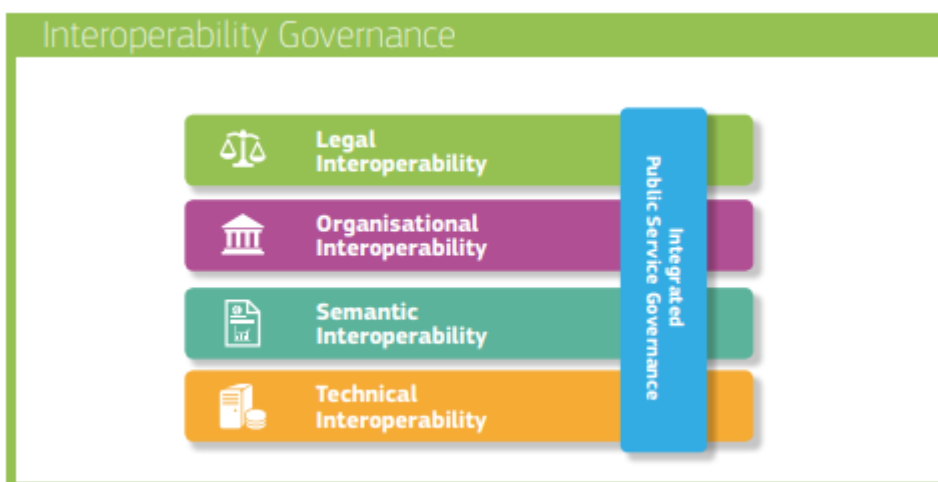 Interoperability Governance
Legal
Interoperability
Organisational
Interoperability
Semantic
Interoperability
Technical
Interoperability
Integrated
Public Service Governance